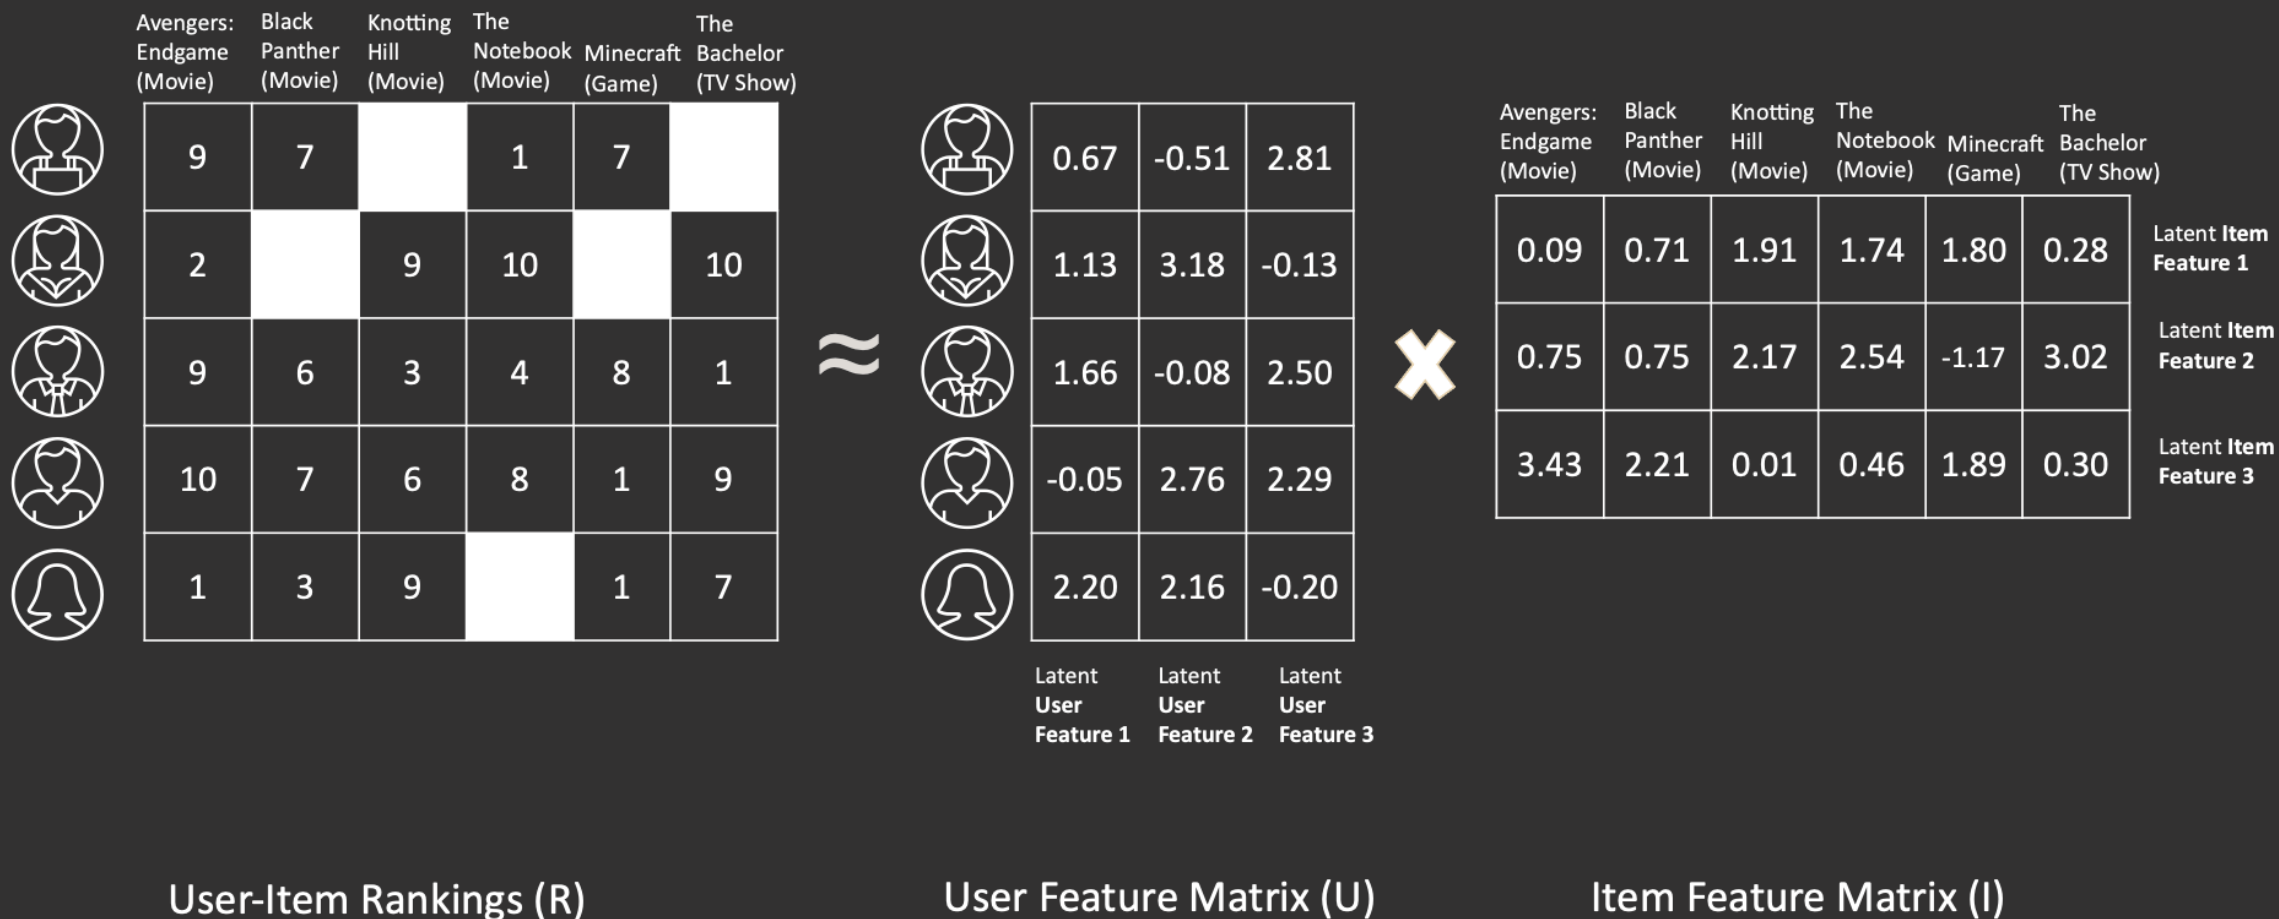 Avengers:
Endgame
(Movie)
Black
Panther
(Movie)
Knotting
Hill
(Movie)
The
Notebook
(Movie)
Minecraft
(Game)
The
Bachelor
(TV Show)
9 7 1 7
2 9 10 10
9 6 3 4 8 1
10 7 6 8 1 9
1 3 9 1 7
User-Item Rankings (R)
≈
0.67 -0.51 2.81
1.13 3.18 -0.13
1.66 -0.08 2.50
-0.05 2.76 2.29
2.20 2.16 -0.20
Latent
User
Feature 1
Latent
User
Feature 2
Latent
User
Feature 3
User Feature Matrix (U)
Avengers:
Endgame
(Movie)
Black
Panther
(Movie)
Knotting
Hill
(Movie)
The
Notebook
(Movie)
Minecraft
(Game)
The
Bachelor
(TV Show)
0.09 0.71 1.91 1.74 1.80 0.28
Latent Item
Feature 1
0.75 0.75 2.17 2.54 -1.17 3.02
Latent Item
Feature 2
3.43 2.21 0.01 0.46 1.89 0.30
Latent Item
Feature 3
Item Feature Matrix (I)